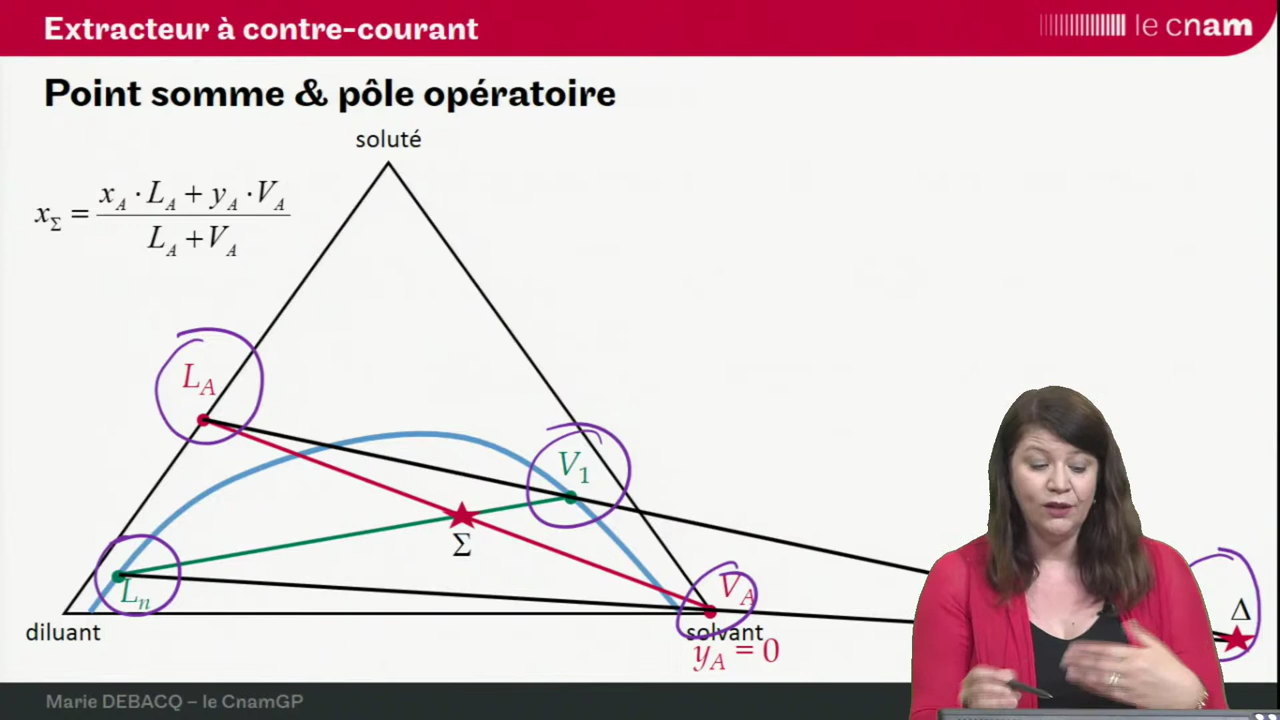 Extracteur à contre-courant
le cnam
Point somme & pôle opératoire
soluté
x_Σ = (x_A · L_A + y_A · V_A) / (L_A + V_A)
L_A
V_1
Σ
L_n
V_A
Δ
diluant
solvant
y_A = 0
Marie DEBACQ – le CnamGP